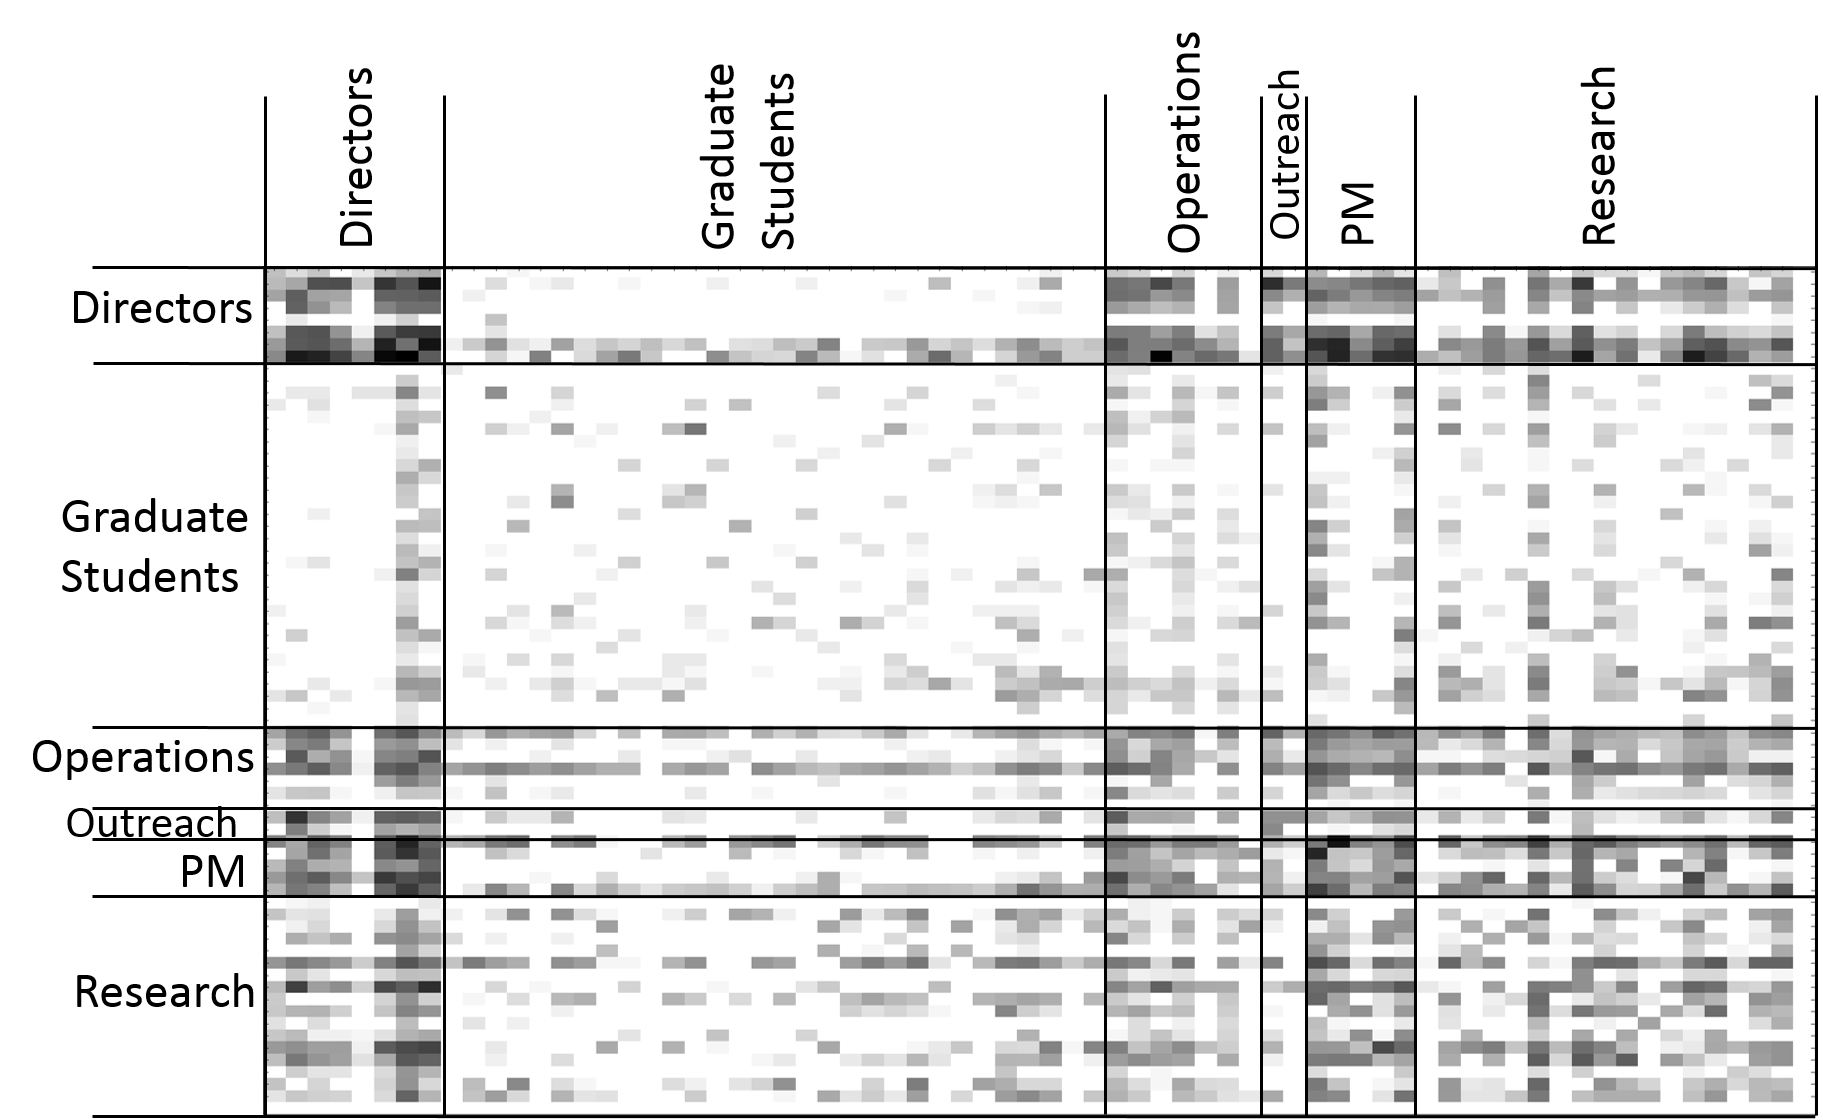 Directors
Graduate
Students
Operations
Outreach
PM
Research
Directors
Graduate
Students
Operations
Outreach
PM
Research